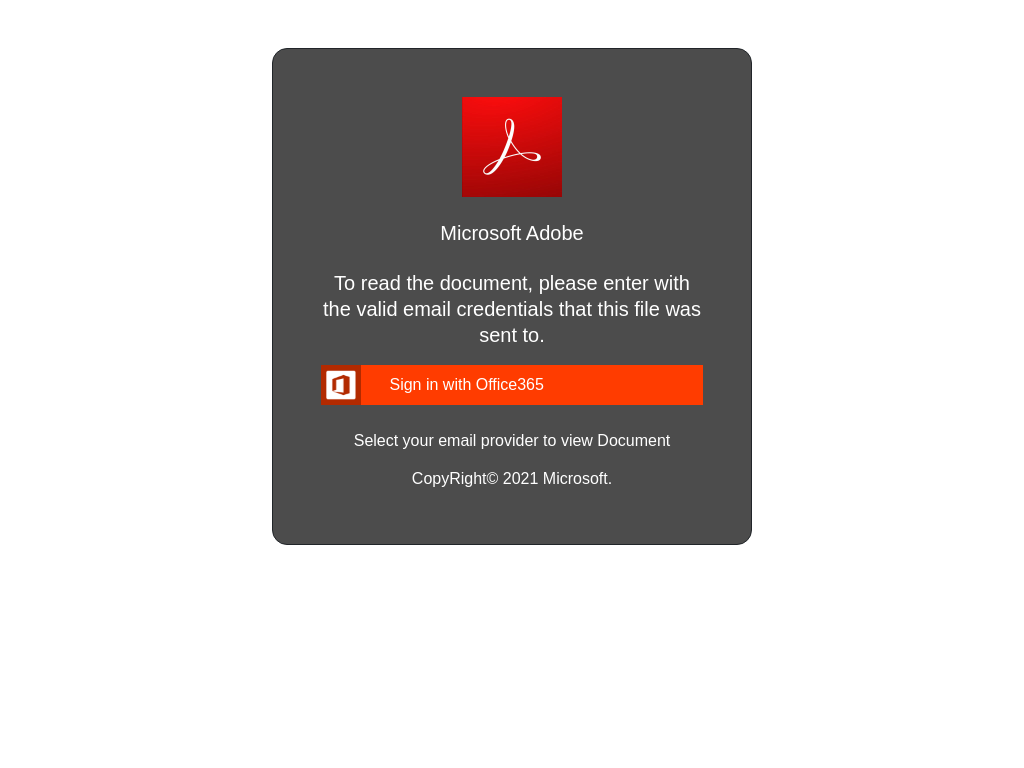 Microsoft Adobe
To read the document, please enter with
the valid email credentials that this file was
sent to.
Sign in with Office365
Select your email provider to view Document
CopyRight© 2021 Microsoft.